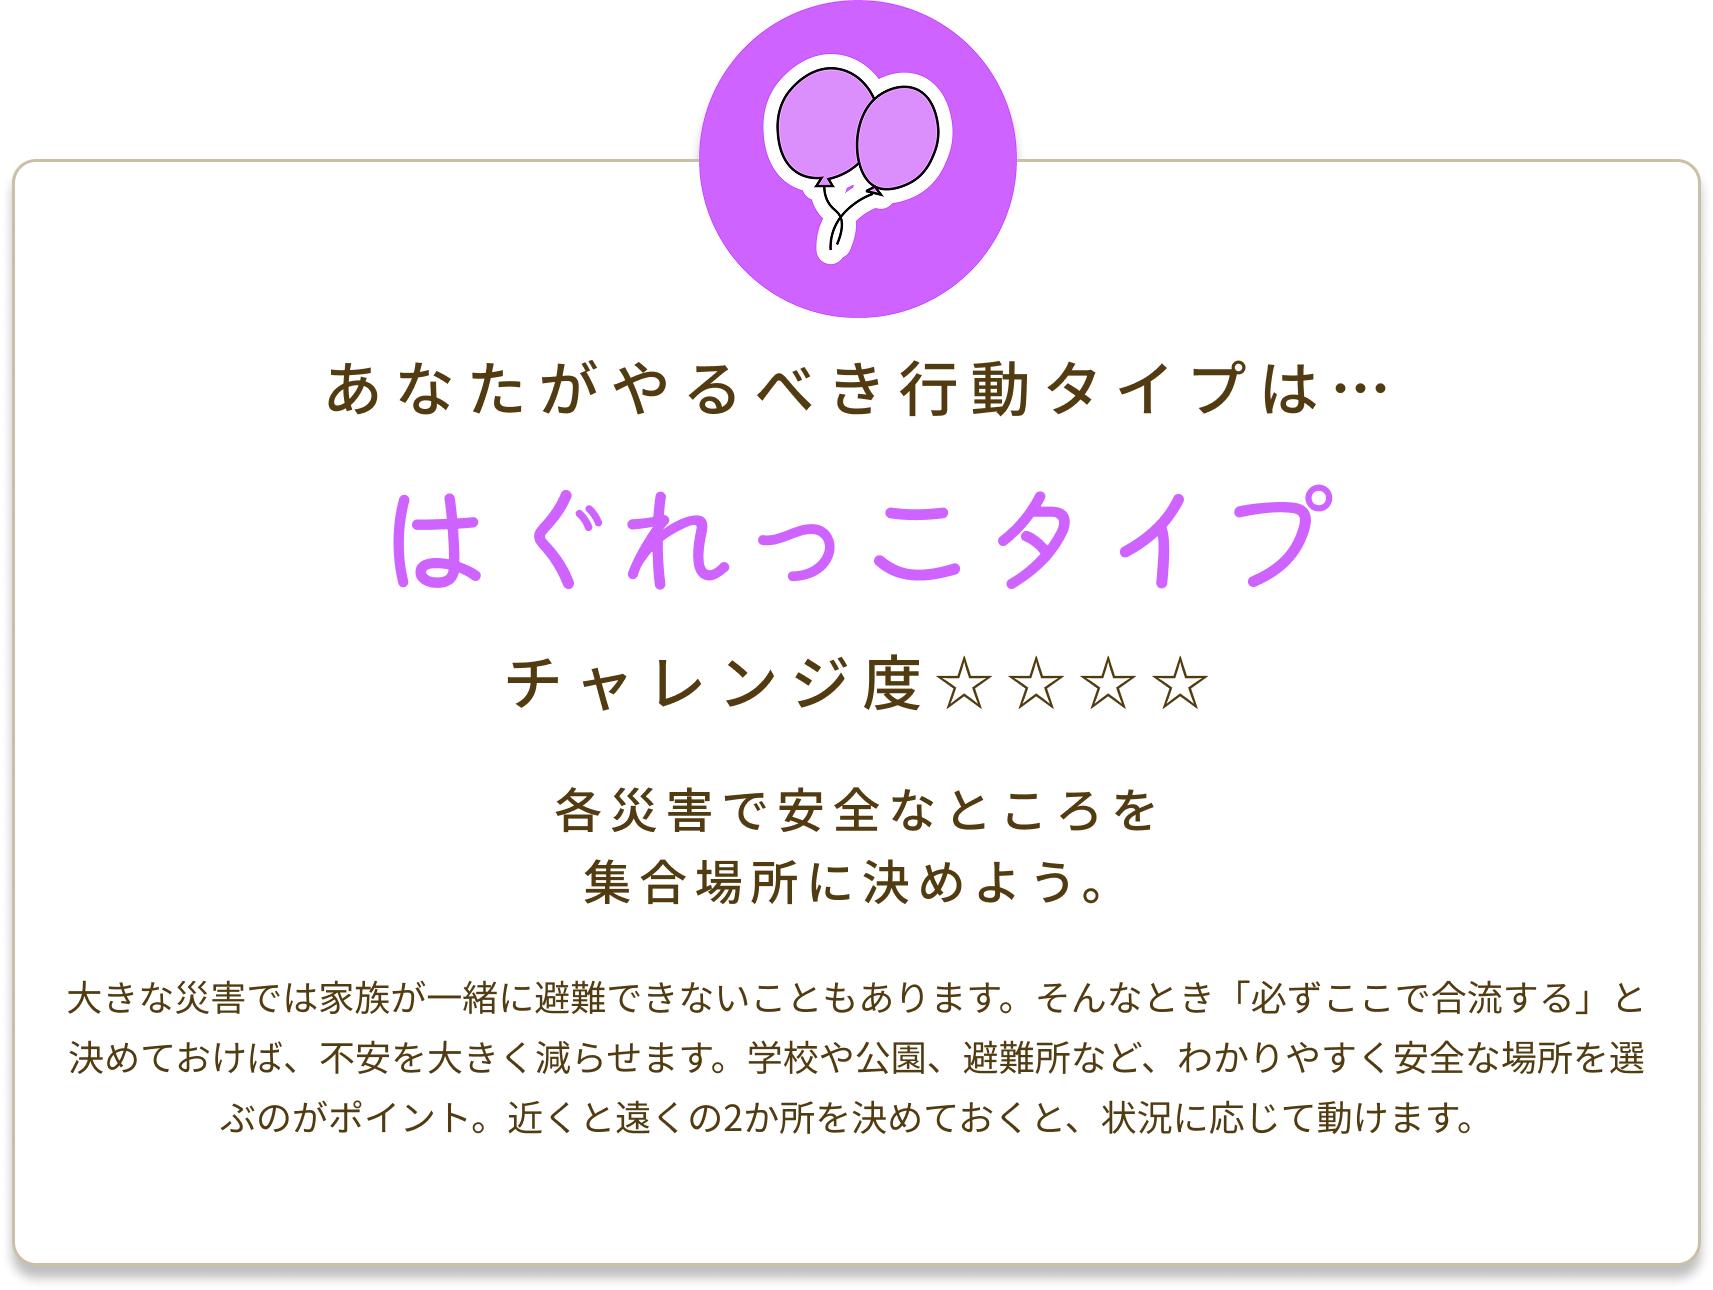 あなたがやるべき行動タイプは…
はぐれっこタイプ
チャレンジ度☆☆☆☆
各災害で安全なところを
集合場所に決めよう。
大きな災害では家族が一緒に避難できないこともあります。そんなとき「必ずここで合流する」と
決めておけば、不安を大きく減らせます。学校や公園、避難所など、わかりやすく安全な場所を選
ぶのがポイント。近くと遠くの2か所を決めておくと、状況に応じて動けます。